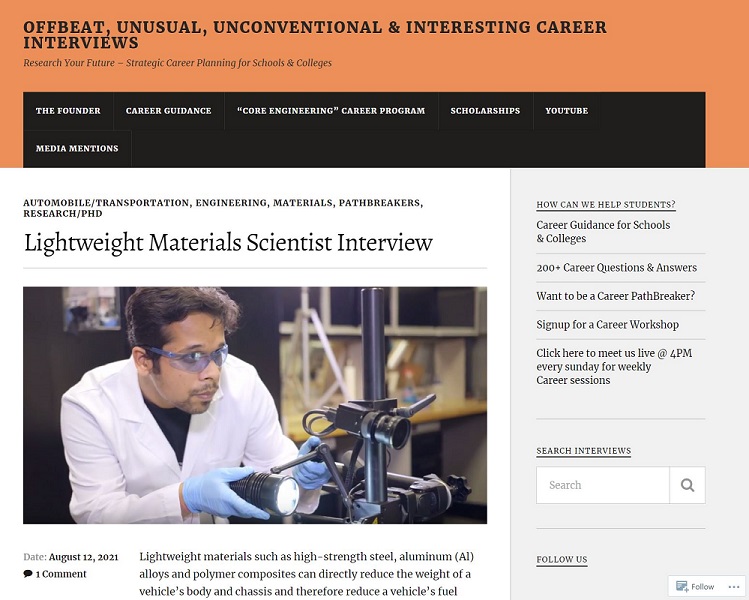 OFFBEAT, UNUSUAL, UNCONVENTIONAL & INTERESTING CAREER
INTERVIEWS
Research Your Future – Strategic Career Planning for Schools & Colleges
THE FOUNDER
CAREER GUIDANCE
“CORE ENGINEERING” CAREER PROGRAM
SCHOLARSHIPS
YOUTUBE
MEDIA MENTIONS
AUTOMOBILE/TRANSPORTATION, ENGINEERING, MATERIALS, PATHBREAKERS,
RESEARCH/PHD
Lightweight Materials Scientist Interview
Date: August 12, 2021
1 Comment
Lightweight materials such as high-strength steel, aluminum (Al)
alloys and polymer composites can directly reduce the weight of a
vehicle’s body and chassis and therefore reduce a vehicle’s fuel
HOW CAN WE HELP STUDENTS?
Career Guidance for Schools
& Colleges
200+ Career Questions & Answers
Want to be a Career PathBreaker?
Signup for a Career Workshop
Click here to meet us live @ 4PM
every sunday for weekly
Career sessions
SEARCH INTERVIEWS
Search
FOLLOW US
Follow